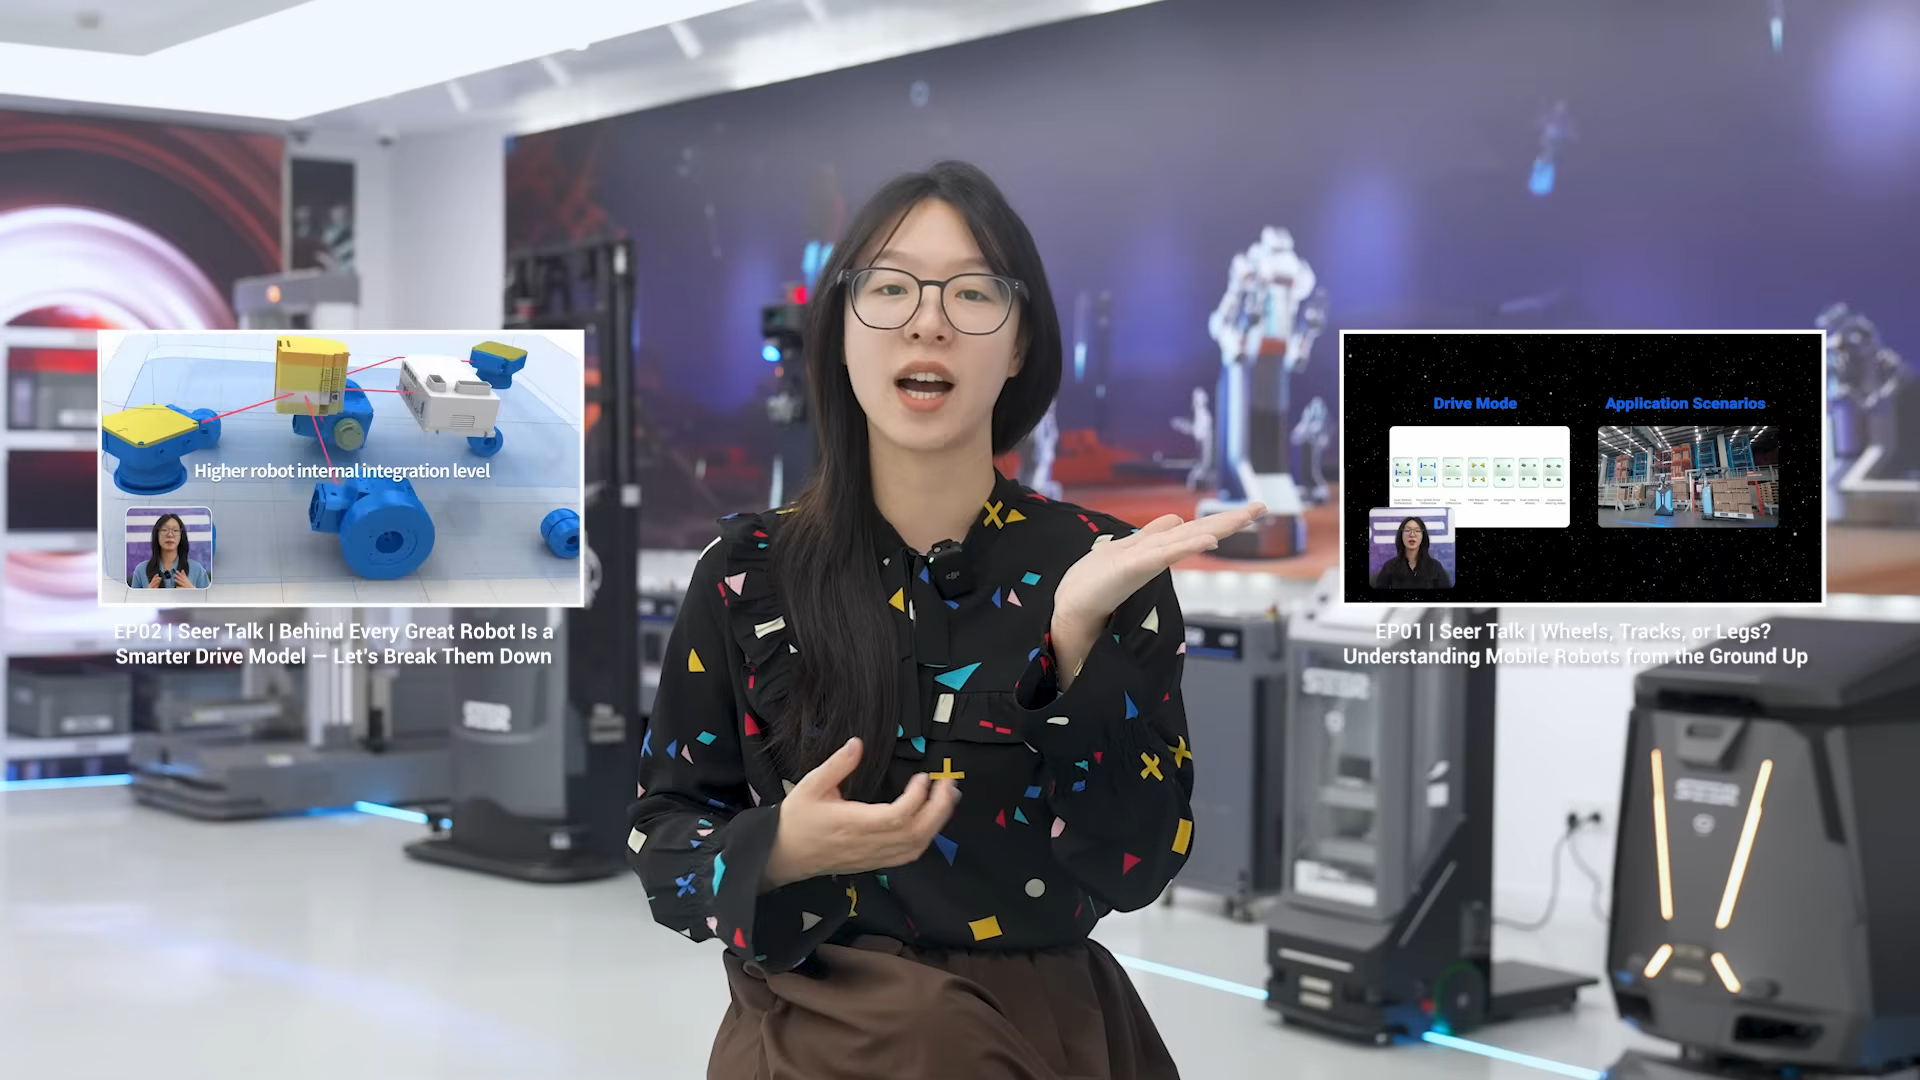 Higher robot internal integration level
EP02 | Seer Talk | Behind Every Great Robot Is a
Smarter Drive Model — Let's Break Them Down
Drive Mode
Application Scenarios
EP01 | Seer Talk | Wheels, Tracks, or Legs?
Understanding Mobile Robots from the Ground Up
SEER
SEER